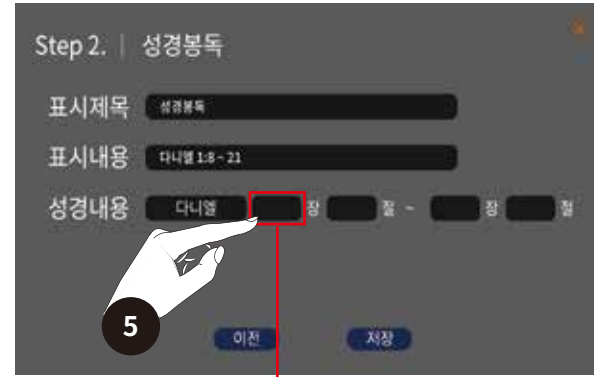 Step 2. | 성경봉독
표시제목 성경봉독
표시내용 다니엘 1:8 ~ 21
성경내용 다니엘 장 절 ~ 장 절
5
이전 저장